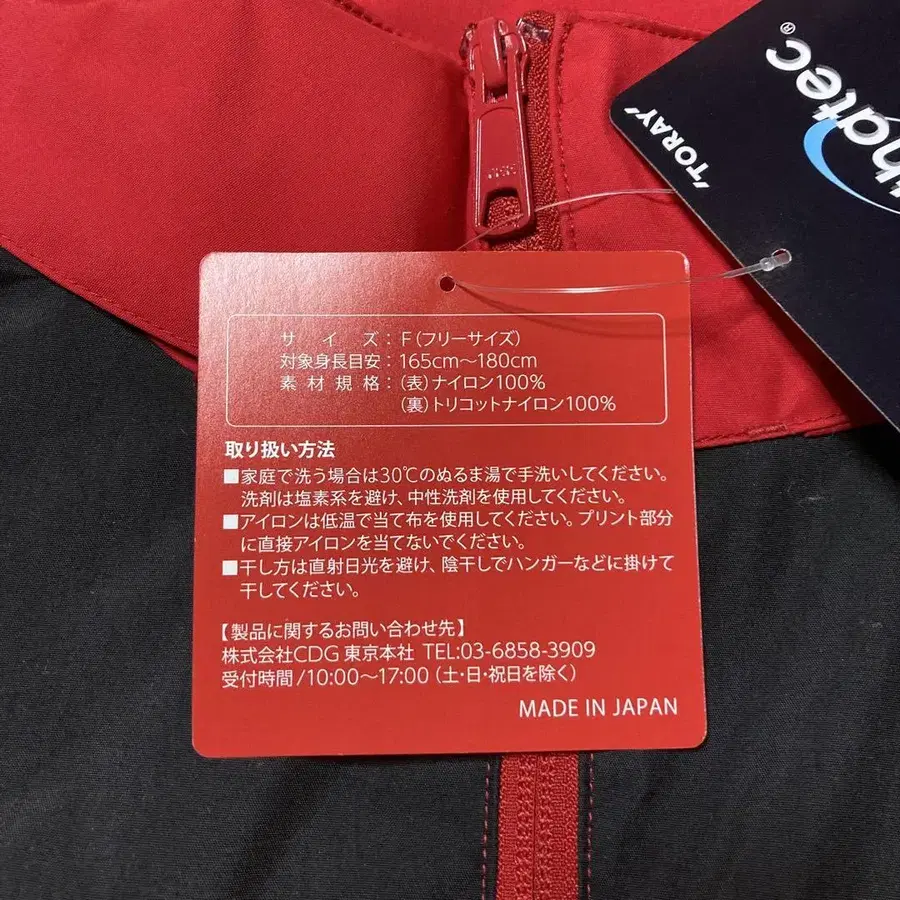 TORAY
サイズ：F（フリーサイズ）
対象身長目安：165cm～180cm
素材規格：（表）ナイロン100%
（裏）トリコットナイロン100%
取り扱い方法
■家庭で洗う場合は30℃のぬるま湯で手洗いしてください。
洗剤は塩素系を避け、中性洗剤を使用してください。
■アイロンは低温で当て布を使用してください。プリント部分
に直接アイロンを当てないでください。
■干し方は直射日光を避け、陰干しでハンガーなどに掛けて
干してください。
【製品に関するお問い合わせ先】
株式会社CDG 東京本社 TEL:03-6858-3909
受付時間/10:00～17:00（土・日・祝日を除く）
MADE IN JAPAN